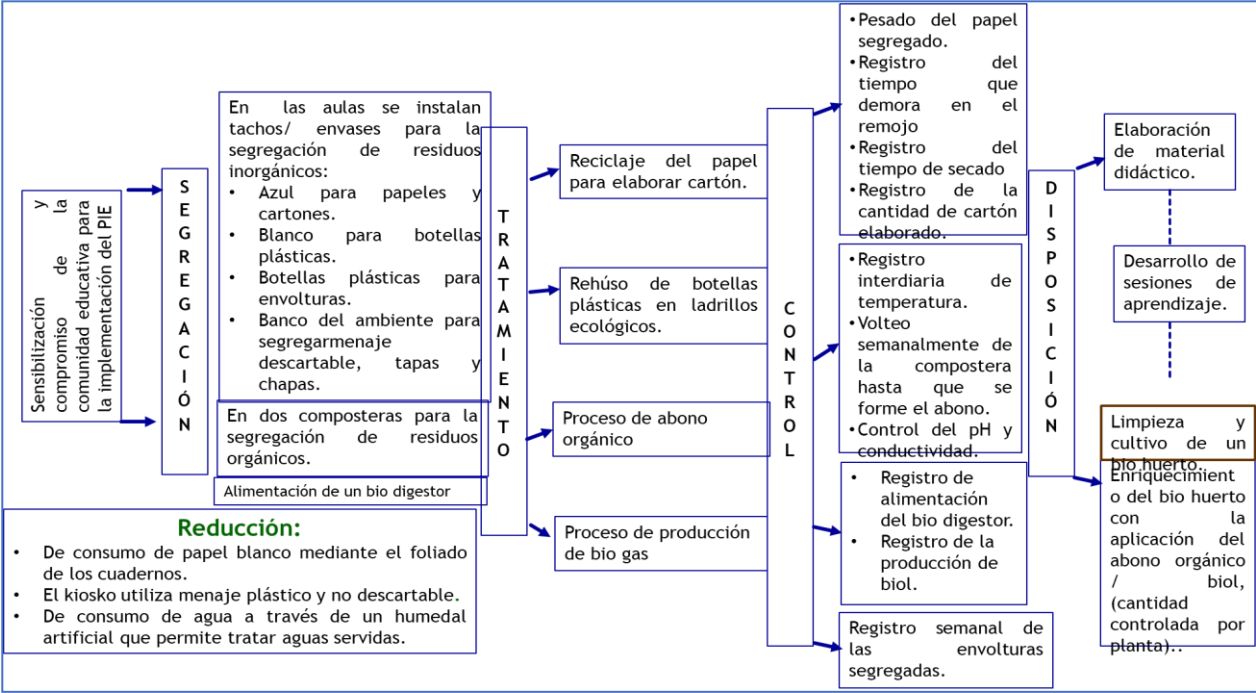 Sensibilización y
compromiso de la
comunidad educativa para
la implementación del PIE
SEGREGACIÓN
En las aulas se instalan
tachos/ envases para la
segregación de residuos
inorgánicos:
• Azul para papeles y
cartones.
• Blanco para botellas
plásticas.
• Botellas plásticas para
envolturas.
• Banco del ambiente para
segregarmenaje
descartable, tapas y
chapas.
En dos composteras para la
segregación de residuos
orgánicos.
Alimentación de un bio digestor
Reducción:
• De consumo de papel blanco mediante el foliado
de los cuadernos.
• El kiosko utiliza menaje plástico y no descartable.
• De consumo de agua a través de un humedal
artificial que permite tratar aguas servidas.
TRATAMIENTO
Reciclaje del papel
para elaborar cartón.
Rehúso de botellas
plásticas en ladrillos
ecológicos.
Proceso de abono
orgánico
Proceso de producción
de bio gas
CONTROL
•Pesado del papel
segregado.
•Registro del
tiempo que
demora en el
remojo
•Registro del
tiempo de secado
•Registro de la
cantidad de cartón
elaborado.
•Registro
interdiaria de
temperatura.
•Volteo
semanalmente de
la compostera
hasta que se
forme el abono.
•Control del pH y
conductividad.
• Registro de
alimentación
del bio digestor.
• Registro de la
producción de
biol.
Registro semanal de
las envolturas
segregadas.
DISPOSICIÓN
Elaboración
de material
didáctico.
Desarrollo de
sesiones de
aprendizaje.
Limpieza y
cultivo de un
bio huerto.
Enriquecimient
o del bio huerto
con la
aplicación del
abono orgánico
/ biol,
(cantidad
controlada por
planta)..